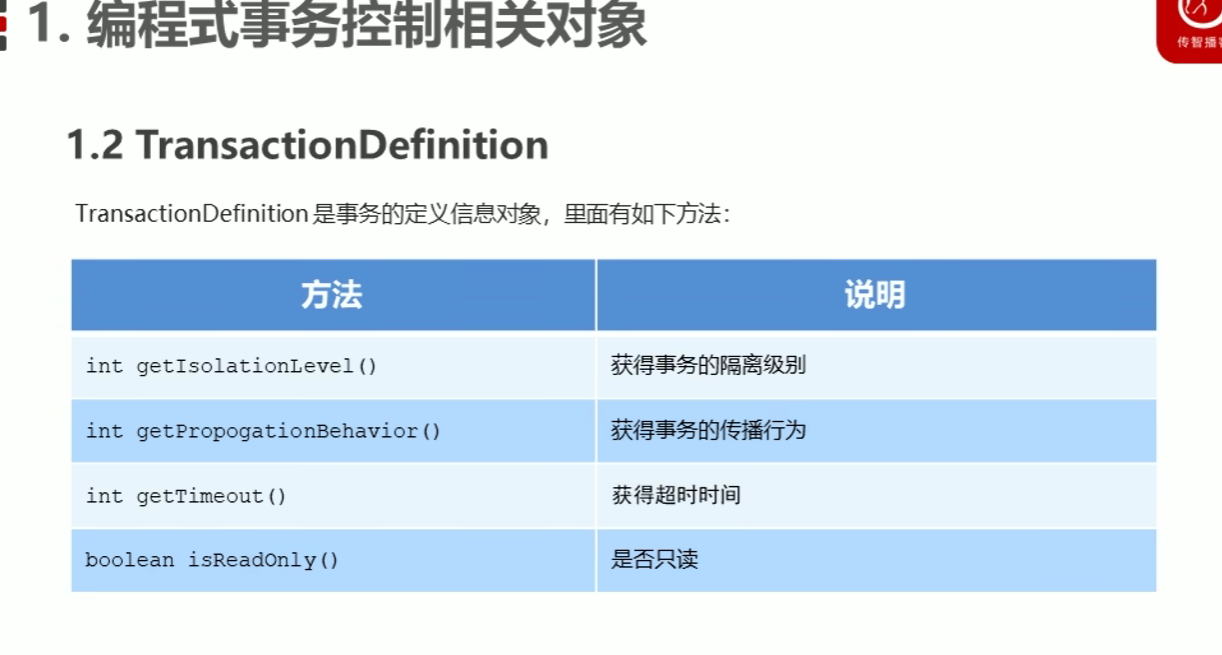 1. 编程式事务控制相关对象
传智播客
1.2 TransactionDefinition
TransactionDefinition 是事务的定义信息对象，里面有如下方法：
方法 说明
int getIsolationLevel() 获得事务的隔离级别
int getPropogationBehavior() 获得事务的传播行为
int getTimeout() 获得超时时间
boolean isReadOnly() 是否只读